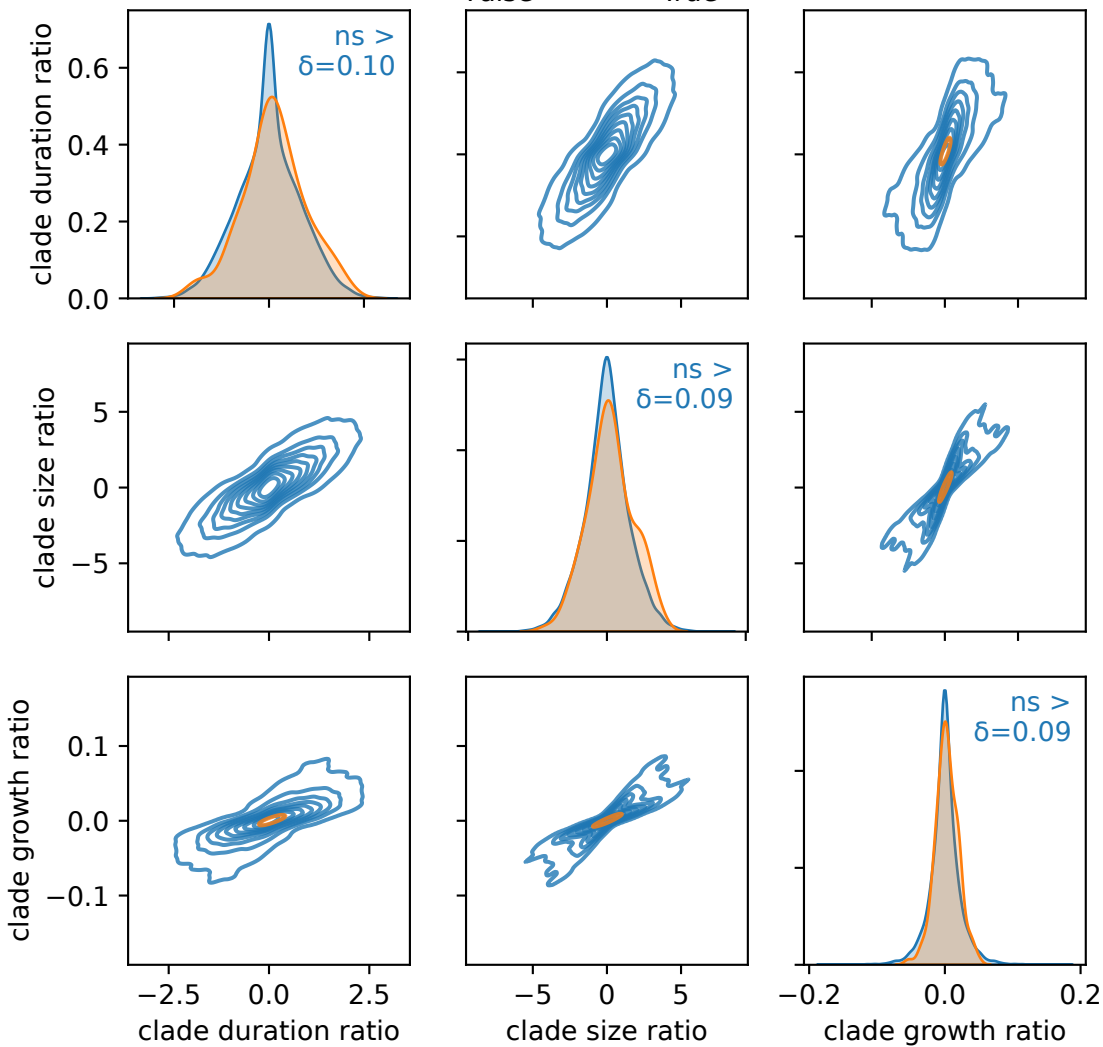 ns >
δ=0.10
clade duration ratio
0.6
0.4
0.2
0.0
ns >
δ=0.09
clade size ratio
5
0
−5
ns >
δ=0.09
clade growth ratio
0.1
0.0
−0.1
−2.5 0.0 2.5
−5 0 5
−0.2 0.0 0.2
clade duration ratio
clade size ratio
clade growth ratio